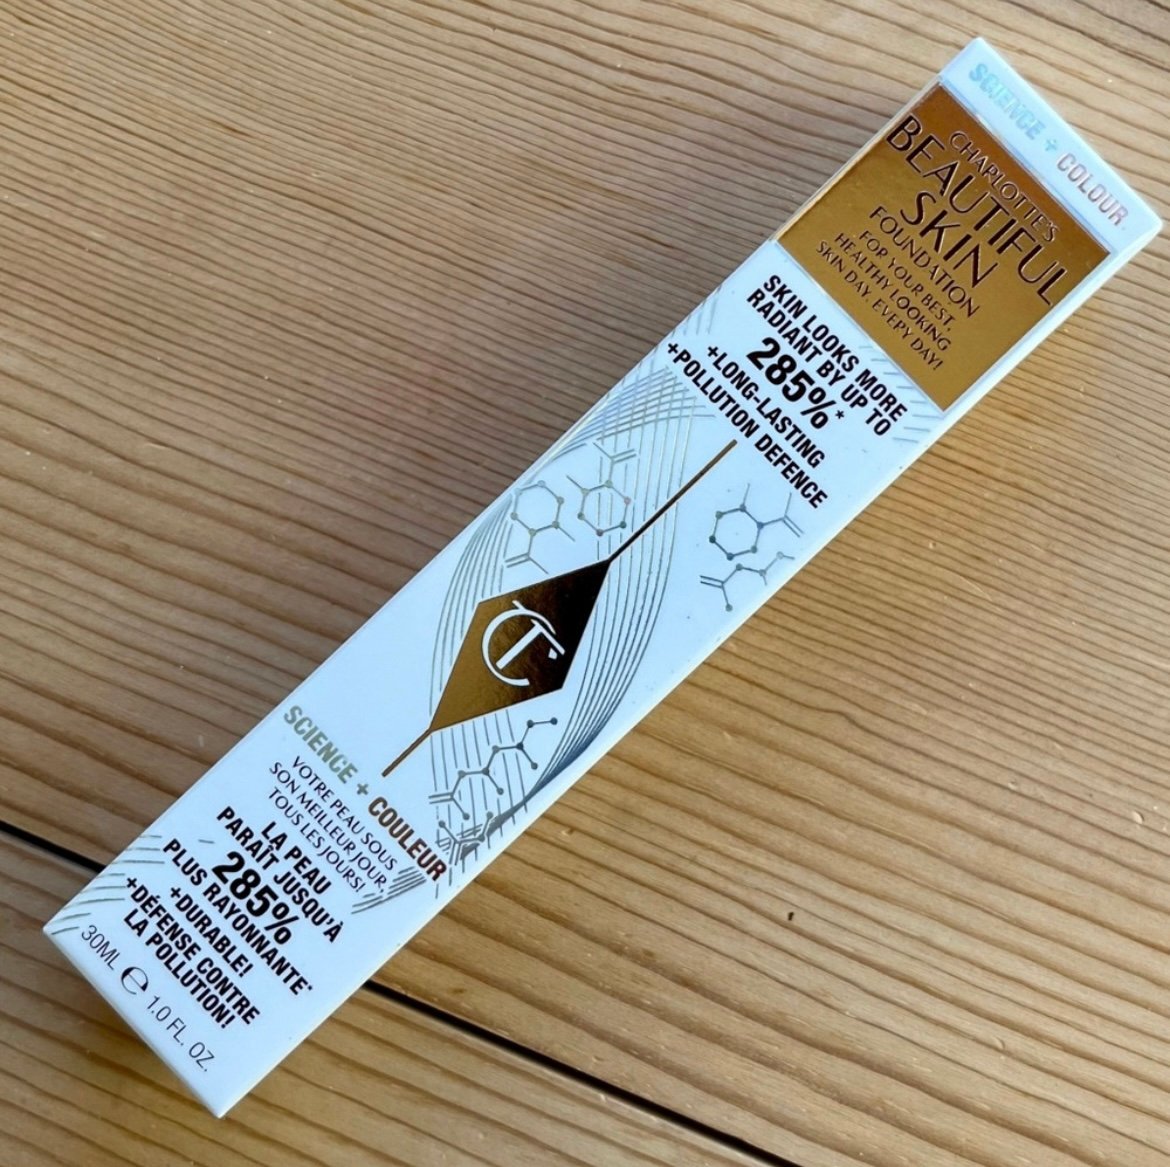 SCIENCE + COLOUR
CHARLOTTE'S
BEAUTIFUL
SKIN
FOUNDATION
FOR YOUR BEST,
HEALTHY LOOKING
SKIN DAY, EVERY DAY!
SKIN LOOKS MORE
RADIANT BY UP TO
285%*
+LONG-LASTING
+POLLUTION DEFENCE
CT
SCIENCE + COULEUR
VOTRE PEAU SOUS
SON MEILLEUR JOUR,
TOUS LES JOURS!
LA PEAU
PARAÎT JUSQU'À
285%
PLUS RAYONNANTE*
+DURABLE!
+DÉFENSE CONTRE
LA POLLUTION!
30ML ℮ 1.0 FL. OZ.